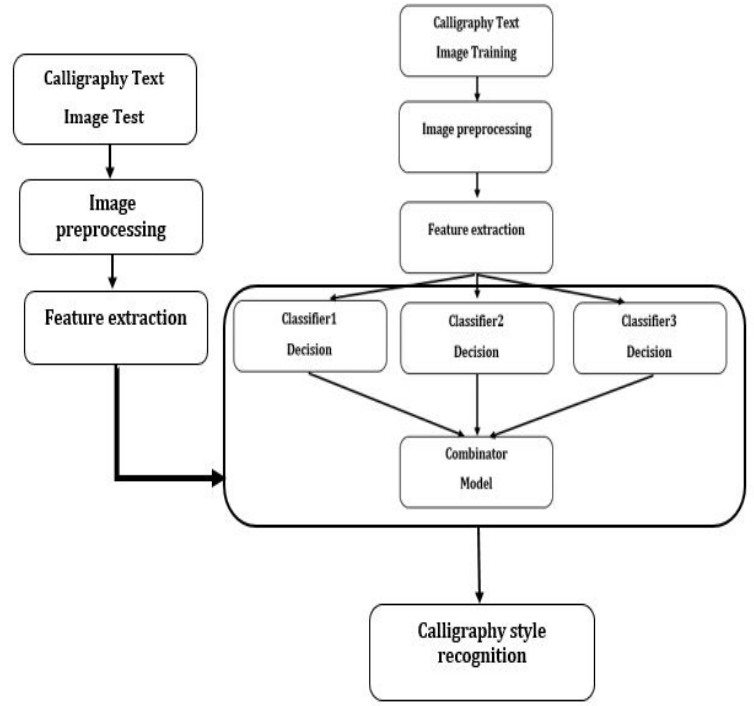 Calligraphy Text
Image Training
Calligraphy Text
Image Test
Image preprocessing
Image
preprocessing
Feature extraction
Feature extraction
Classifier1
Decision
Classifier2
Decision
Classifier3
Decision
Combinator
Model
Calligraphy style
recognition